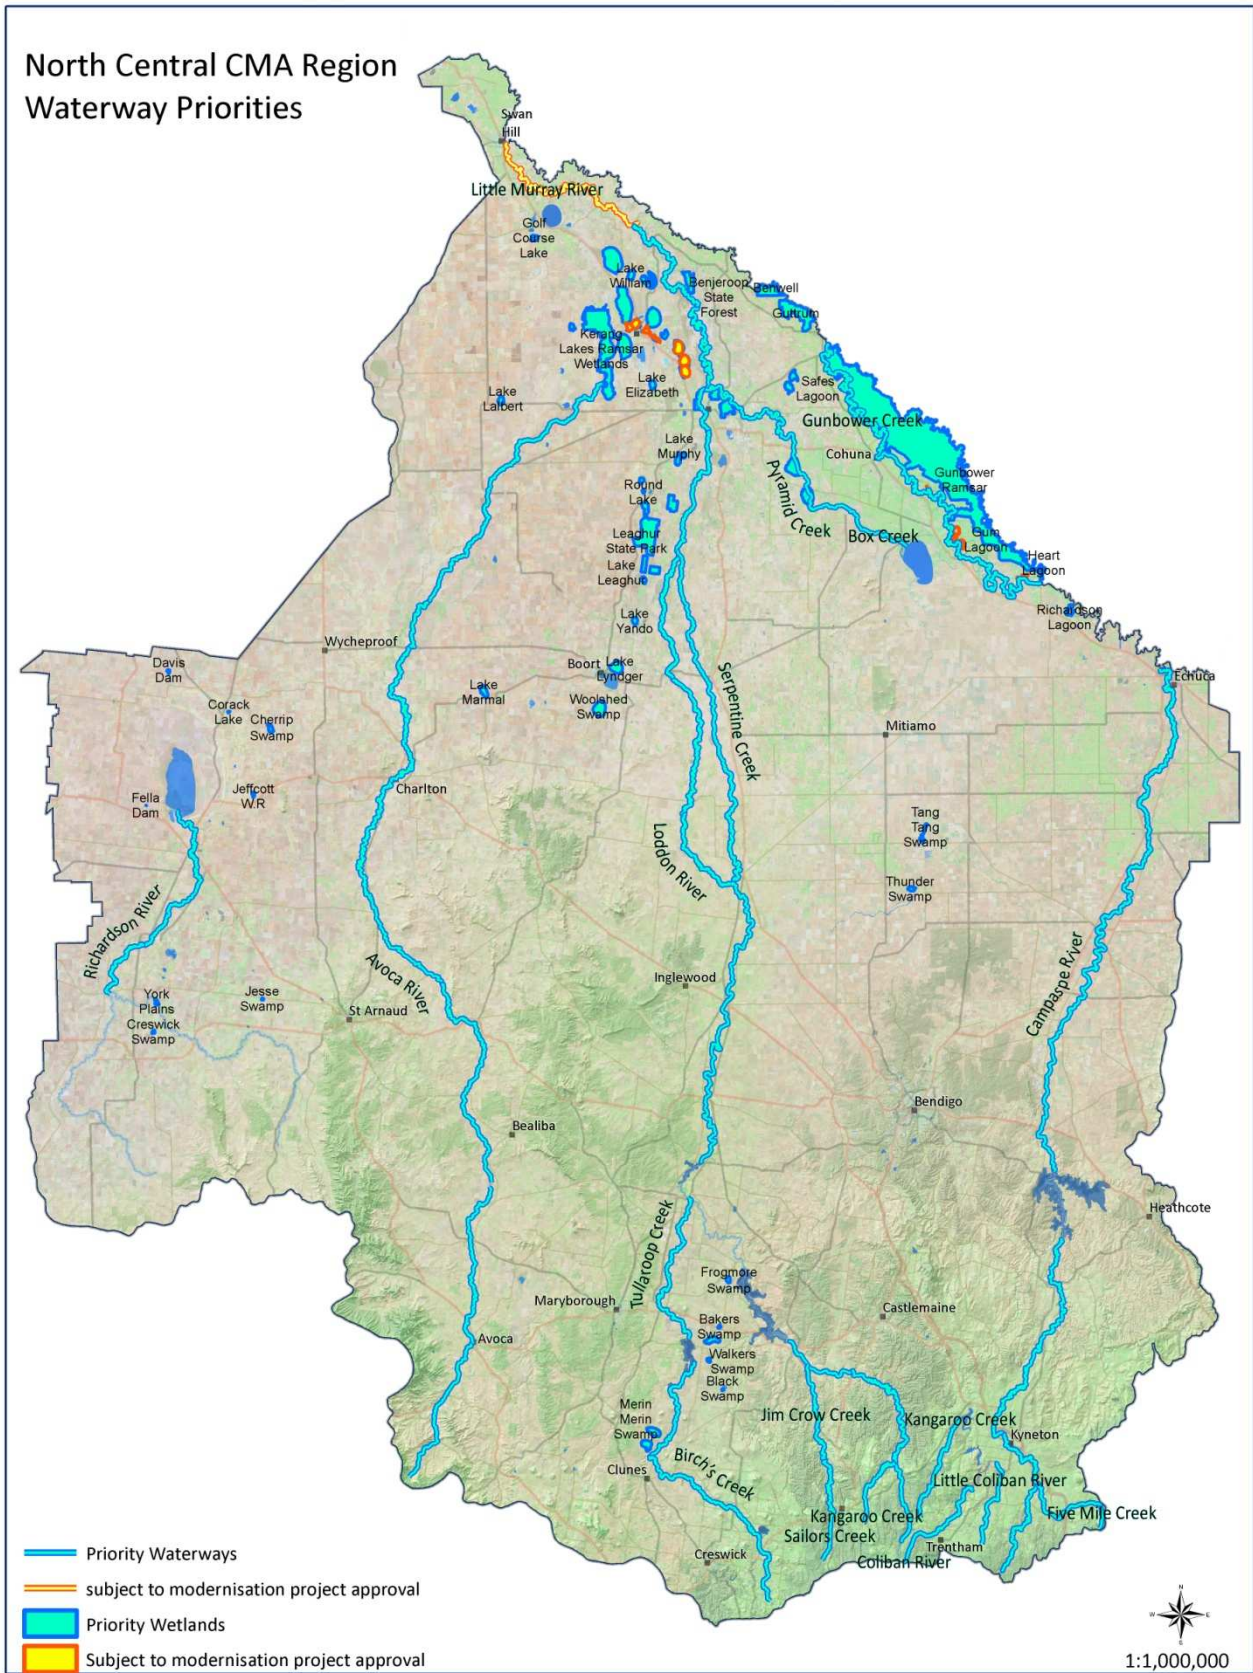 North Central CMA Region
Waterway Priorities
Swan
Hill
Little Murray River
Golf
Course
Lake
Lake
William
Benjeroop
State
Forest
Benwell
Guttrum
Kerang
Lakes Ramsar
Wetlands
Lake
Elizabeth
Safes
Lagoon
Lake
Lalbert
Gunbower Creek
Lake
Murphy
Cohuna
Pyramid Creek
Gunbower
Ramsar
Round
Lake
Leaghur
State Park
Box Creek
Gum
Lagoon
Heart
Lagoon
Lake
Leaghur
Richardson
Lagoon
Lake
Yando
Wycheproof
Davis
Dam
Boort
Lake
Lyndger
Echuca
Lake
Marmal
Woolshed
Swamp
Serpentine Creek
Corack
Lake
Cherrip
Swamp
Mitiamo
Charlton
Fella
Dam
Jeffcott
W.R
Tang
Tang
Swamp
Loddon River
Thunder
Swamp
Richardson River
Avoca River
Campaspe River
Inglewood
York
Plains
Creswick
Swamp
Jesse
Swamp
St Arnaud
Bendigo
Bealiba
Heathcote
Tullaroop Creek
Frogmore
Swamp
Maryborough
Castlemaine
Bakers
Swamp
Avoca
Walkers
Swamp
Black
Swamp
Merin
Merin
Swamp
Jim Crow Creek
Kangaroo Creek
Kyneton
Clunes
Birch's Creek
Little Coliban River
Kangaroo Creek
Five Mile Creek
Sailors Creek
Trentham
Creswick
Coliban River
Priority Waterways
subject to modernisation project approval
Priority Wetlands
Subject to modernisation project approval
N
W
E
S
1:1,000,000